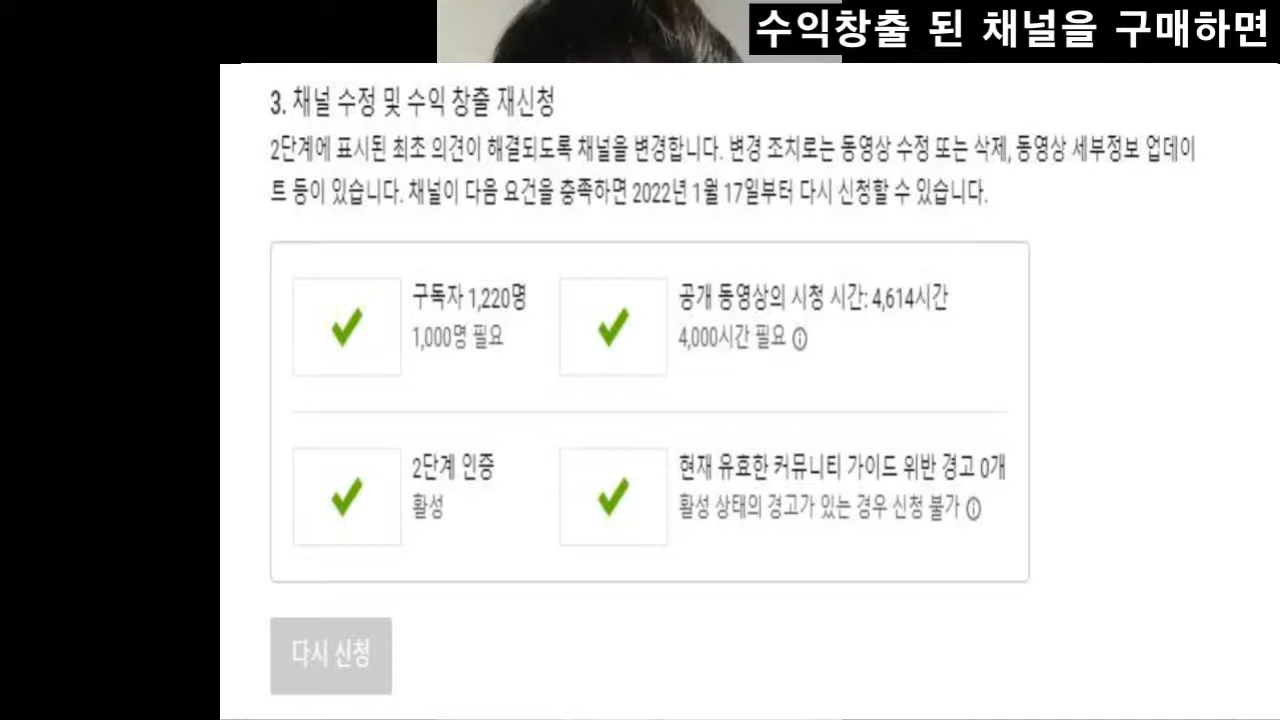 수익창출 된 채널을 구매하면
3. 채널 수정 및 수익 창출 재신청
2단계에 표시된 최초 의견이 해결되도록 채널을 변경합니다. 변경 조치로는 동영상 수정 또는 삭제, 동영상 세부정보 업데이
트 등이 있습니다. 채널이 다음 요건을 충족하면 2022년 1월 17일부터 다시 신청할 수 있습니다.
구독자 1,220명
1,000명 필요
공개 동영상의 시청 시간: 4,614시간
4,000시간 필요
2단계 인증
활성
현재 유효한 커뮤니티 가이드 위반 경고 0개
활성 상태의 경고가 있는 경우 신청 불가
다시 신청